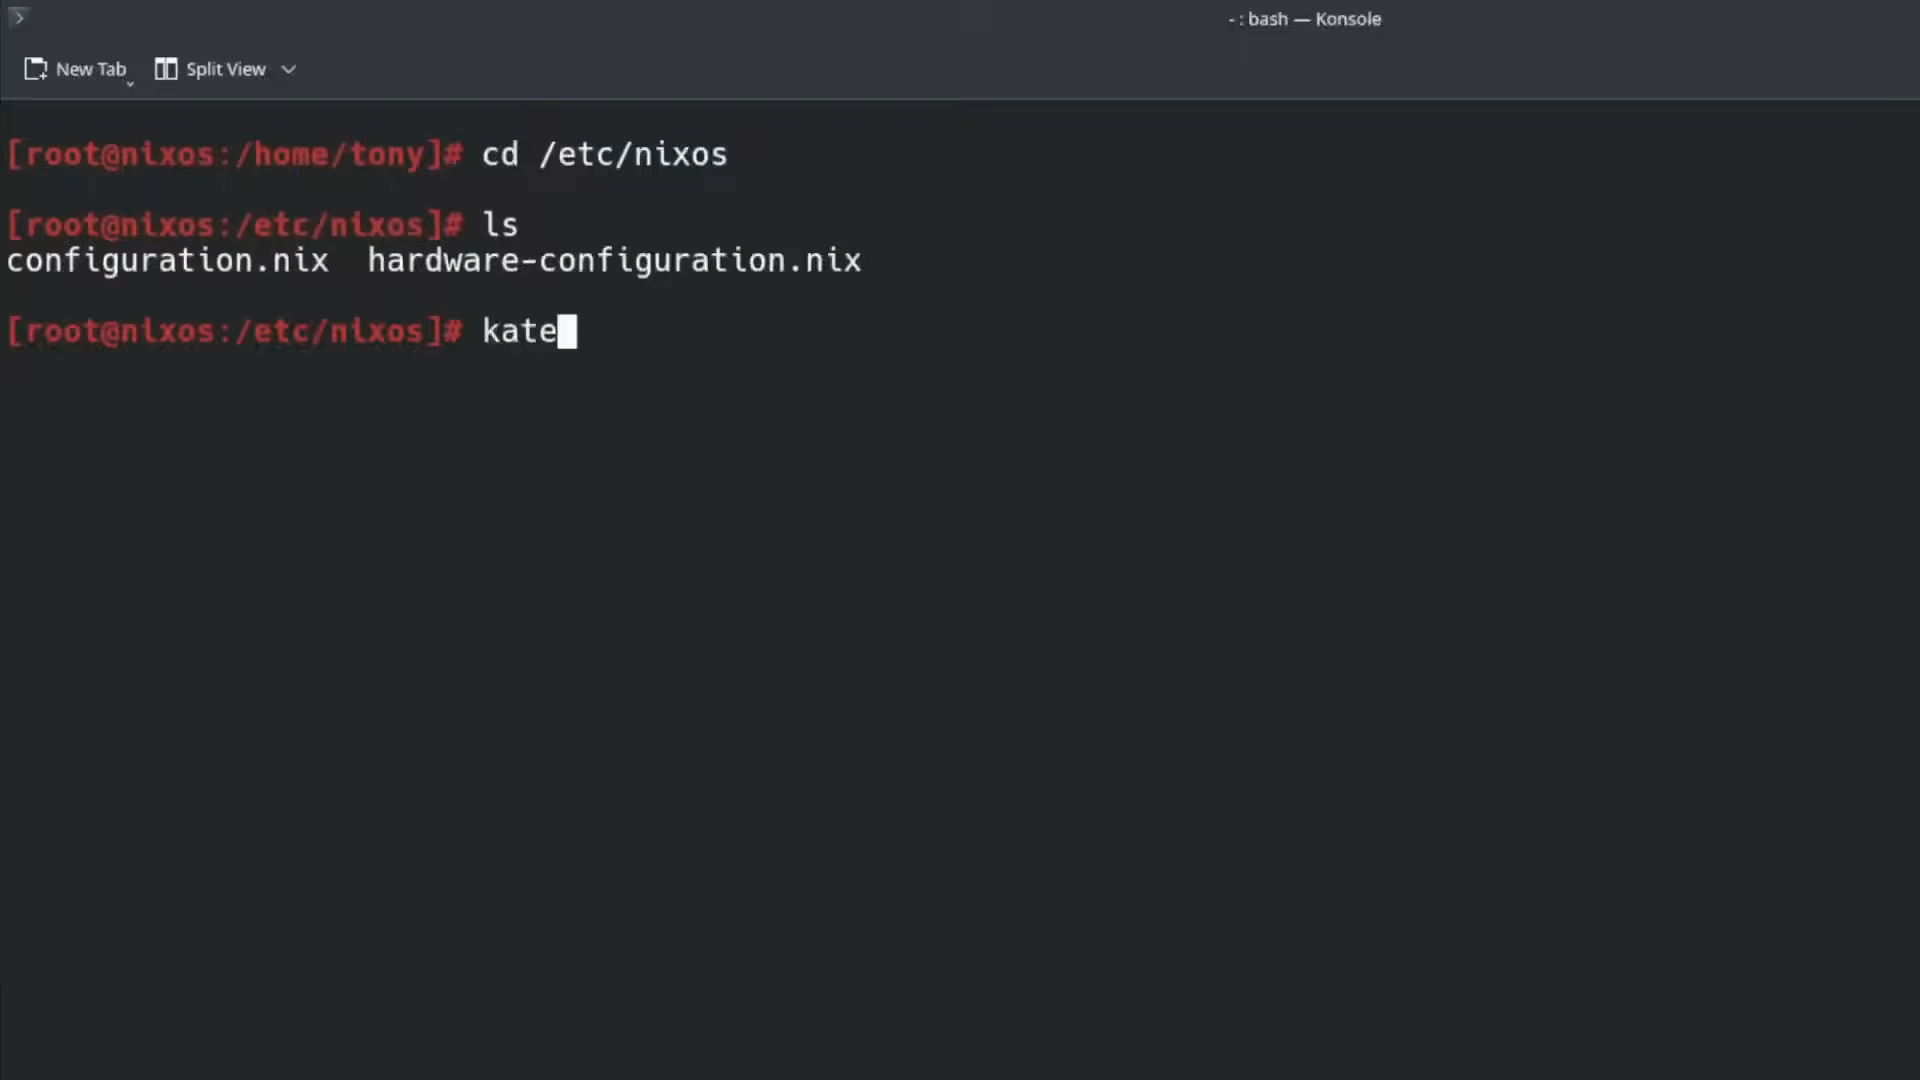 - : bash — Konsole
New Tab Split View
[root@nixos:/home/tony]# cd /etc/nixos
[root@nixos:/etc/nixos]# ls
configuration.nix  hardware-configuration.nix
[root@nixos:/etc/nixos]# kate